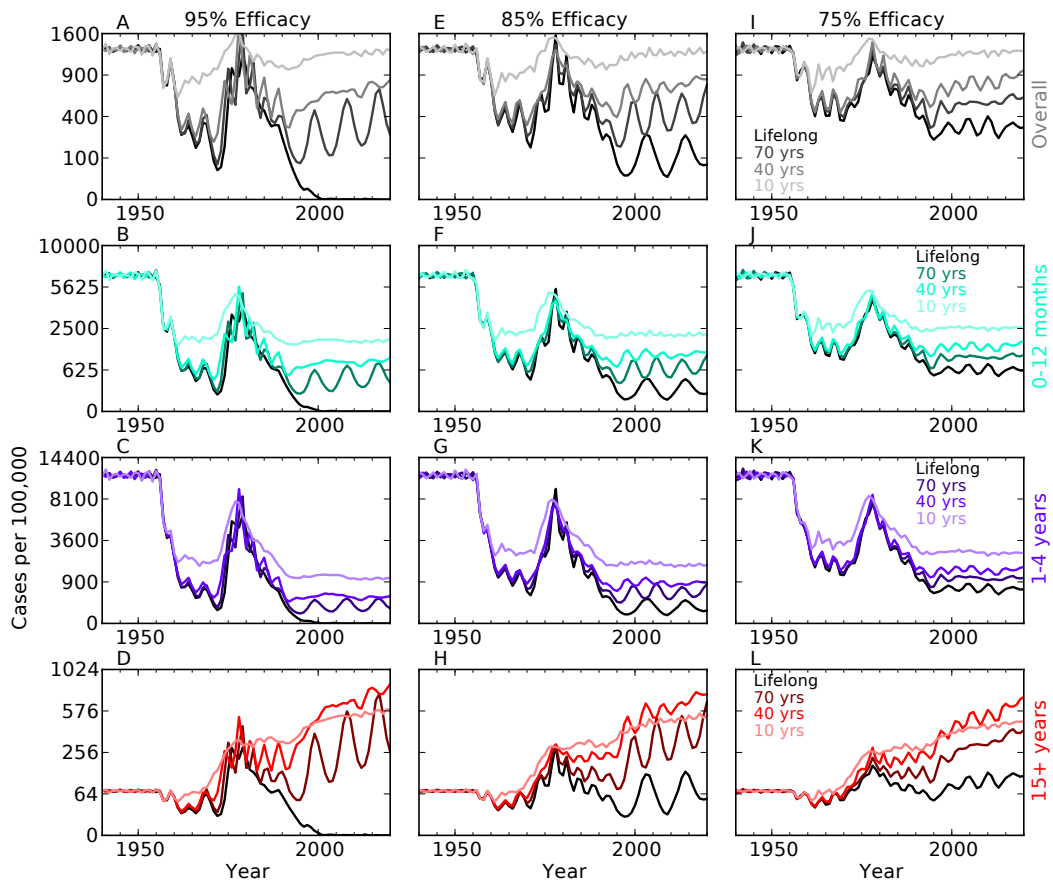 95% Efficacy
85% Efficacy
75% Efficacy
A
E
I
1600
900
400
100
0
Lifelong
70 yrs
40 yrs
10 yrs
Overall
1950
2000
1950
2000
1950
2000
B
F
J
10000
5625
2500
625
0
Lifelong
70 yrs
40 yrs
10 yrs
0-12 months
1950
2000
1950
2000
1950
2000
C
G
K
Cases per 100,000
14400
8100
3600
900
0
Lifelong
70 yrs
40 yrs
10 yrs
1-4 years
1950
2000
1950
2000
1950
2000
D
H
L
1024
576
256
64
0
Lifelong
70 yrs
40 yrs
10 yrs
15+ years
1950
2000
1950
2000
1950
2000
Year
Year
Year